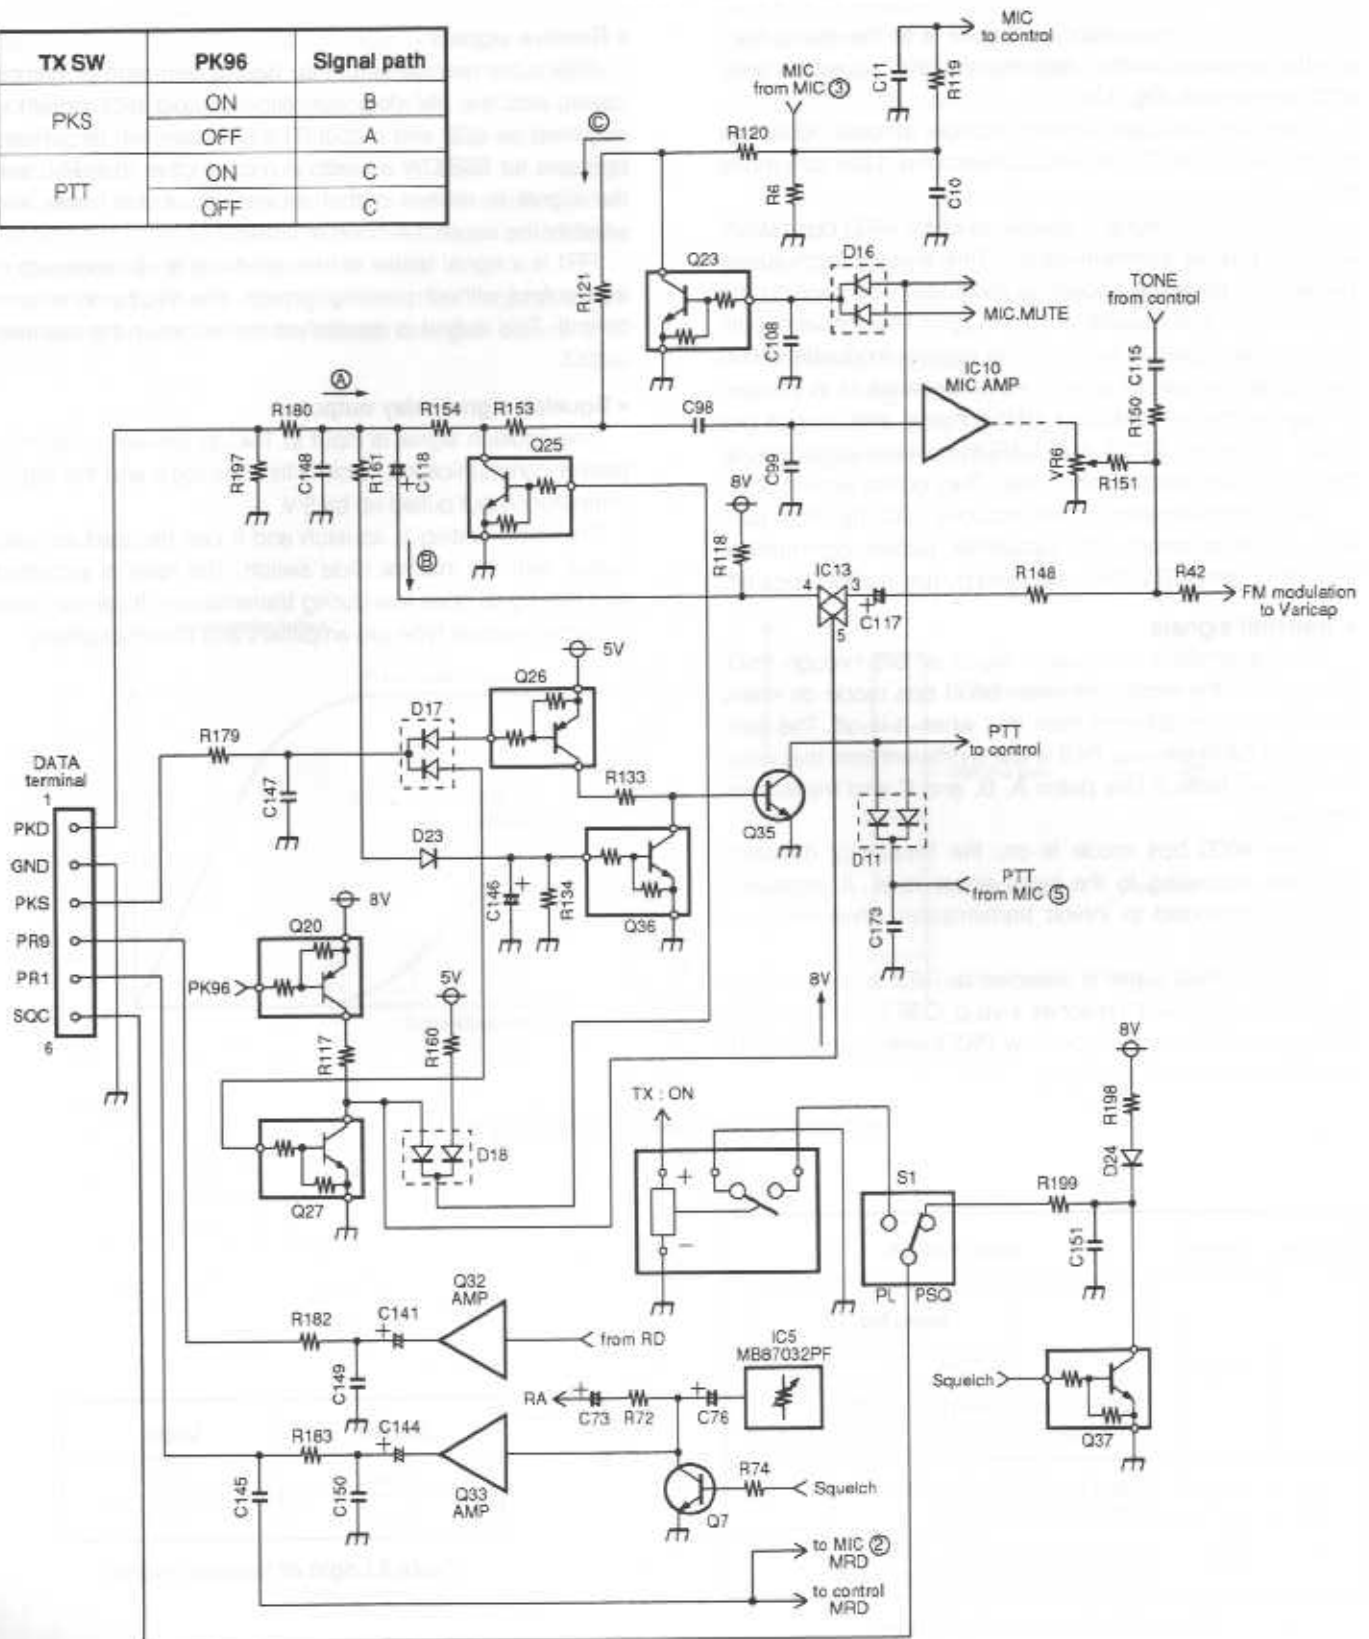 TX SW PK96 Signal path
PKS ON B
OFF A
PTT ON C
OFF C
MIC
to control
MIC
from MIC ③
C11
R119
Ⓒ
R120
R6
C10
R121
Q23
D16
MIC.MUTE
C108
TONE
from control
C115
R150
IC10
MIC AMP
VR6
R151
Ⓐ
R180
R154
R153
C98
C99
R197
C148
R161
C118
Q25
8V
R118
Ⓑ
IC13
4
3
5
C117
R148
R42
FM modulation
to Varicap
5V
Q26
D17
R179
C147
R133
Q35
PTT
to control
D11
PTT
from MIC ⑤
C173
DATA
terminal
1
PKD
GND
PKS
PR9
PR1
SQC
6
D23
C146
R134
Q36
8V
Q20
PK96
R117
5V
R160
8V
D18
Q27
TX : ON
+
−
S1
PL PSQ
8V
R198
D24
R199
C151
Squelch
Q37
Q32
AMP
R182
C141
from RD
C149
IC5
MB87032PF
RA
C73
R72
C76
R183
C144
C145
C150
Q33
AMP
R74
Squelch
Q7
to MIC ②
MRD
to control
MRD